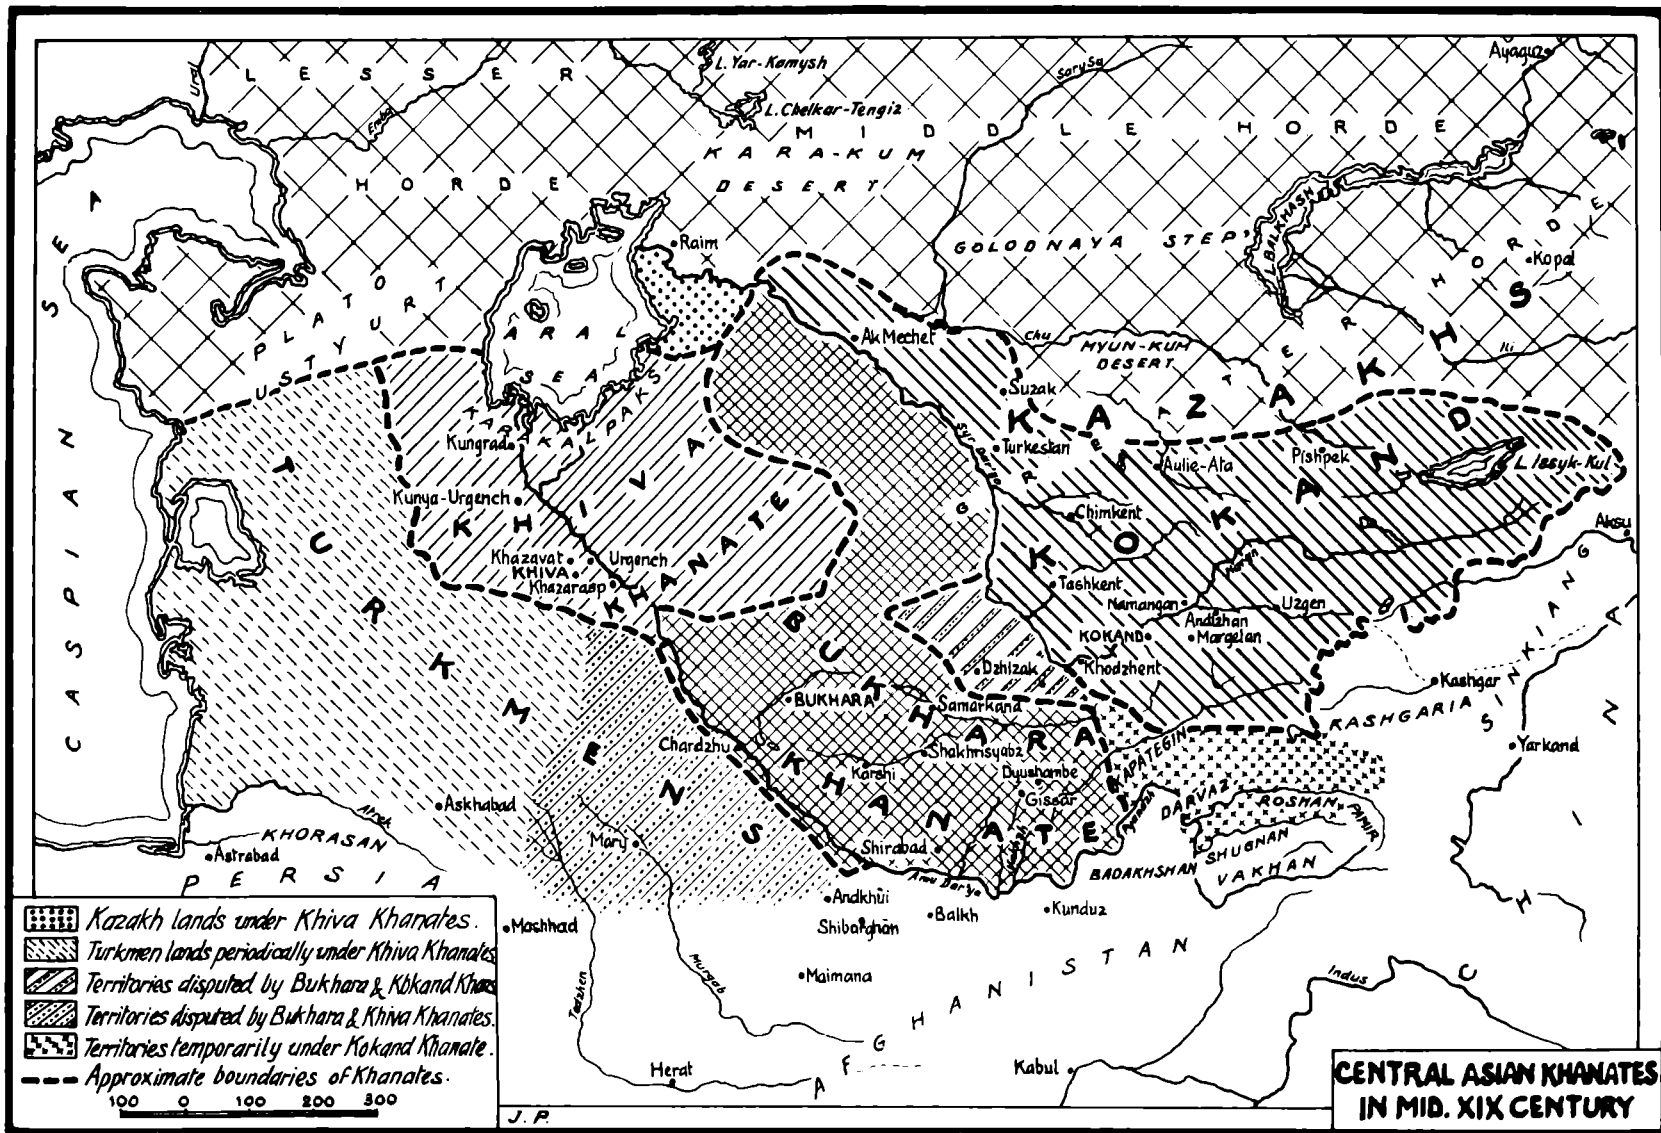 LESSER
HORDE
MIDDLE HORDE
KARA-KUM
DESERT
L. Yar-Kamysh
L. Chelkar-Tengiz
Ural
Emba
Sary Su
Ayaguz
GOLODNAYA STEP'
L. BALKHASH
HORDE
Kopal
Ili
Raim
PLATO
USTYURT
ARAL
SEA
KARAKALPAKS
CASPIAN SEA
Ak Mechet
Chu
MYUN-KUM
DESERT
Suzak
KAZAKHS
Turkestan
Syr Darya
Aulie-Ata
Pishpek
L. Issyk-Kul
Kungrad
Kunya-Urgench
KHIVA
KHANATE
Khazavat
KHIVA
Khazarasp
Urgench
Chimkent
KOKAND
Aksu
Naryn
Tashkent
Namangan
Andizhan
Uzgen
KOKAND
Margelan
Khodzhent
Dzhizak
TURKMENS
BUKHARA
KHANATE
BUKHARA
Samarkand
Chardzhu
Karshi
Shakhrisyabz
Dyushambe
Gissar
Shirabad
Amu Darya
KARATEGIN
DARVAZ
ROSHAN
PAMIR
SHUGNAN
VAKHAN
BADAKHSHAN
Kashgar
KASHGARIA
SINKIANG
Yarkand
CHINA
Askhabad
Atrek
KHORASAN
Astrabad
PERSIA
Mary
Andkhui
Shibarghan
Balkh
Kunduz
Mashhad
Maimana
Tedzhen
Murgab
Herat
AFGHANISTAN
Kabul
Indus
Kazakh lands under Khiva Khanates.
Turkmen lands periodically under Khiva Khanates
Territories disputed by Bukhara & Kokand Khans
Territories disputed by Bukhara & Khiva Khanates.
Territories temporarily under Kokand Khanate.
Approximate boundaries of Khanates.
100 0 100 200 300
J.P.
CENTRAL ASIAN KHANATES
IN MID. XIX CENTURY